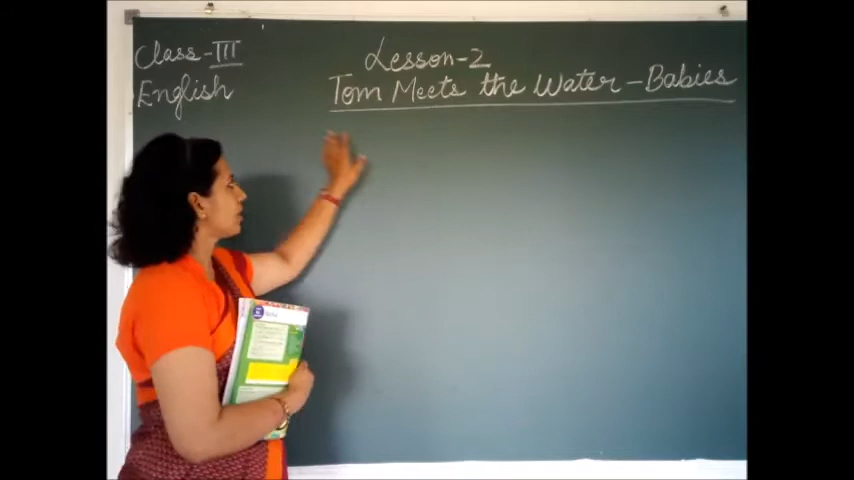 Class - III
English
Lesson - 2
Tom Meets the Water - Babies